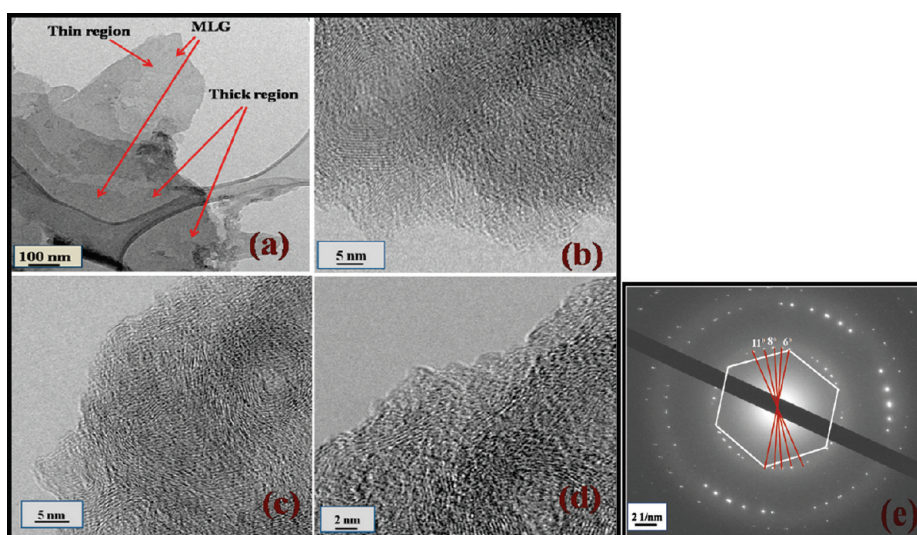 Thin region
MLG
Thick region
(a)
100 nm
(b)
5 nm
(c)
5 nm
(d)
2 nm
11°
8°
6°
(e)
2 1/nm